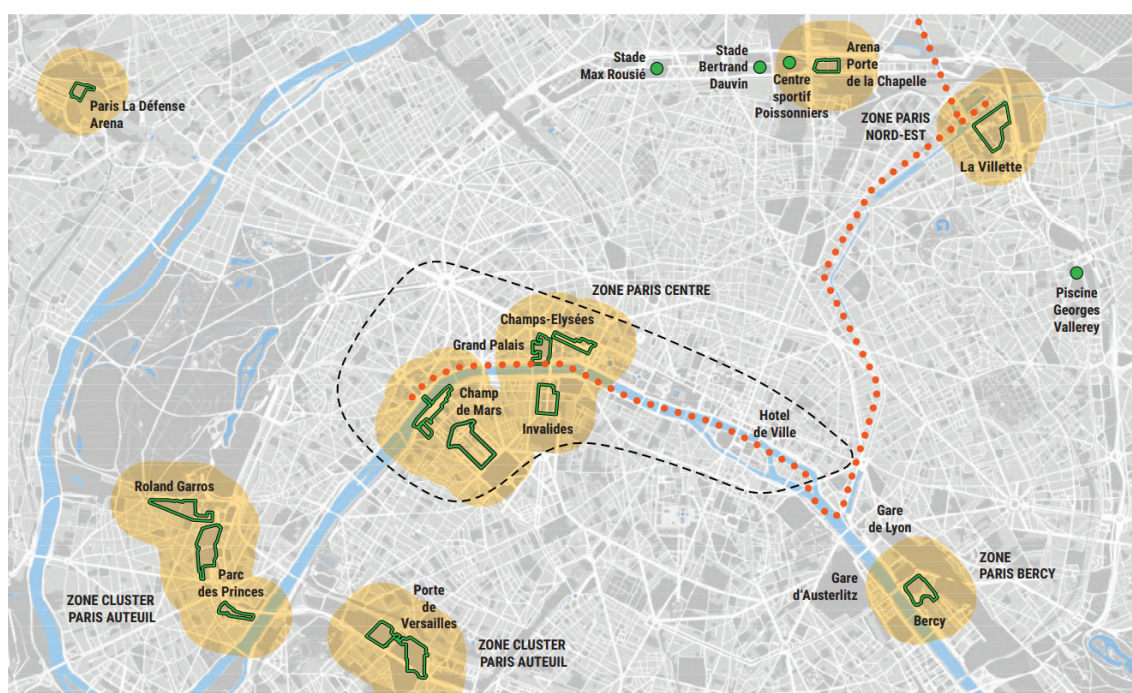 Paris La Défense
Arena
Stade
Max Rousié
Stade
Bertrand
Dauvin
Centre
sportif
Poissonniers
Arena
Porte
de la Chapelle
ZONE PARIS
NORD-EST
La Villette
Piscine
Georges
Vallerey
ZONE PARIS CENTRE
Champs-Elysées
Grand Palais
Champ
de Mars
Invalides
Hotel
de Ville
Roland Garros
Parc
des Princes
ZONE CLUSTER
PARIS AUTEUIL
Porte
de
Versailles
ZONE CLUSTER
PARIS AUTEUIL
Gare
de Lyon
Gare
d'Austerlitz
ZONE
PARIS BERCY
Bercy